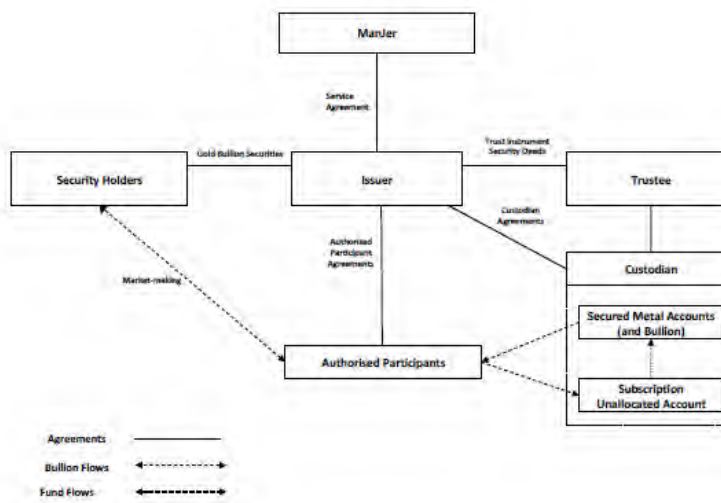 ManJer
Service
Agreement
Gold Bullion Securities
Trust Instrument
Security Deeds
Security Holders
Issuer
Trustee
Custodian
Agreements
Authorised
Participant
Agreements
Custodian
Market-making
Secured Metal Accounts
(and Bullion)
Authorised Participants
Subscription
Unallocated Account
Agreements
Bullion Flows
Fund Flows